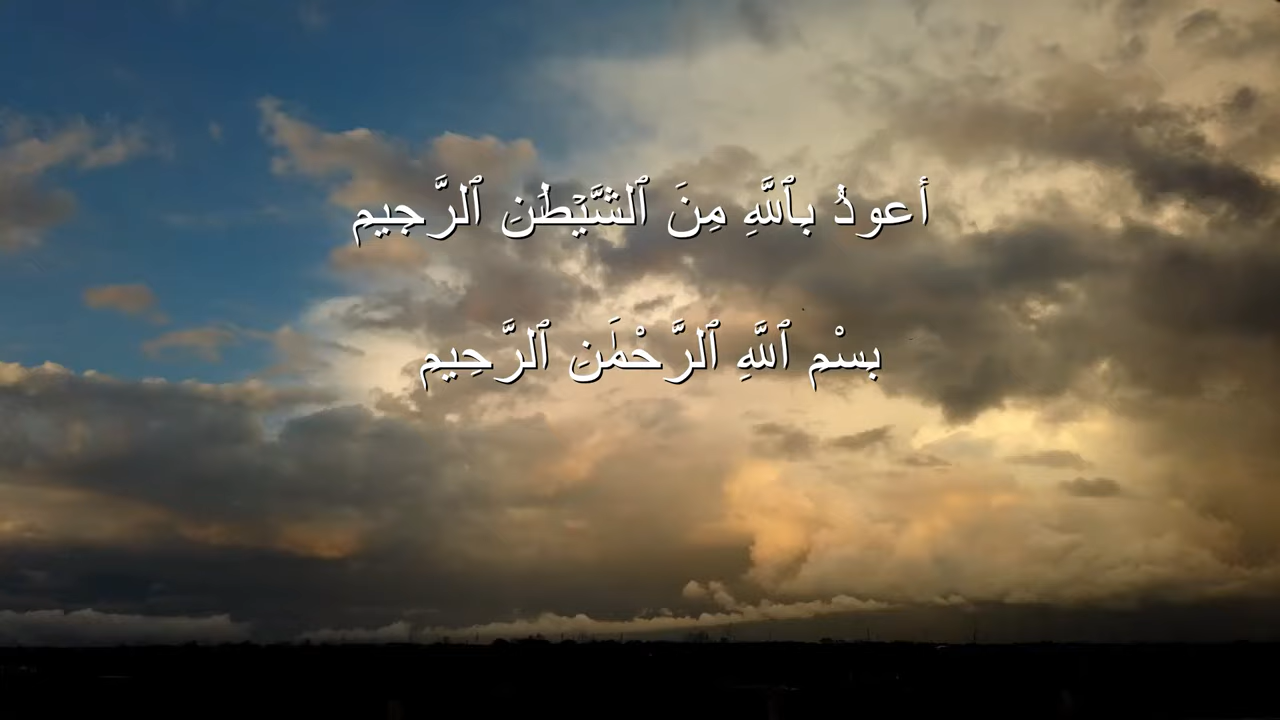 أعوذُ بِٱللَّهِ مِنَ ٱلشَّيْطَٰنِ ٱلرَّجِيم
بِسْم ٱللَّهِ ٱلرَّحْمَٰنِ ٱلرَّحِيم